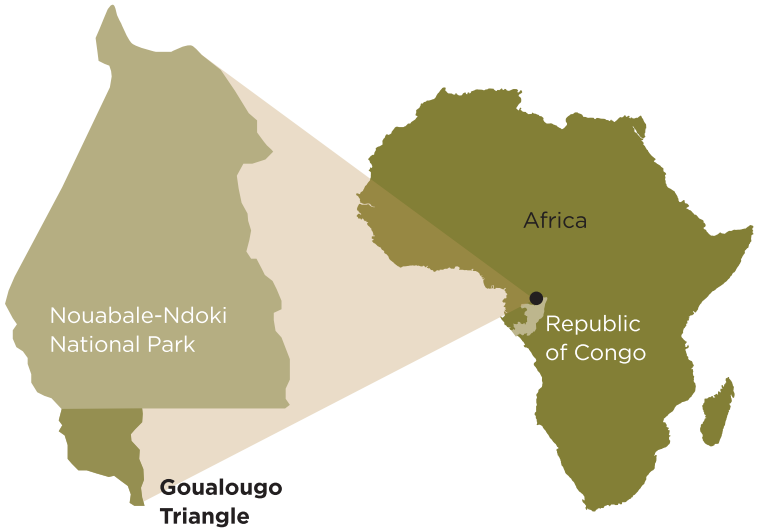 Nouabale-Ndoki
National Park
Goualougo
Triangle
Africa
Republic
of Congo